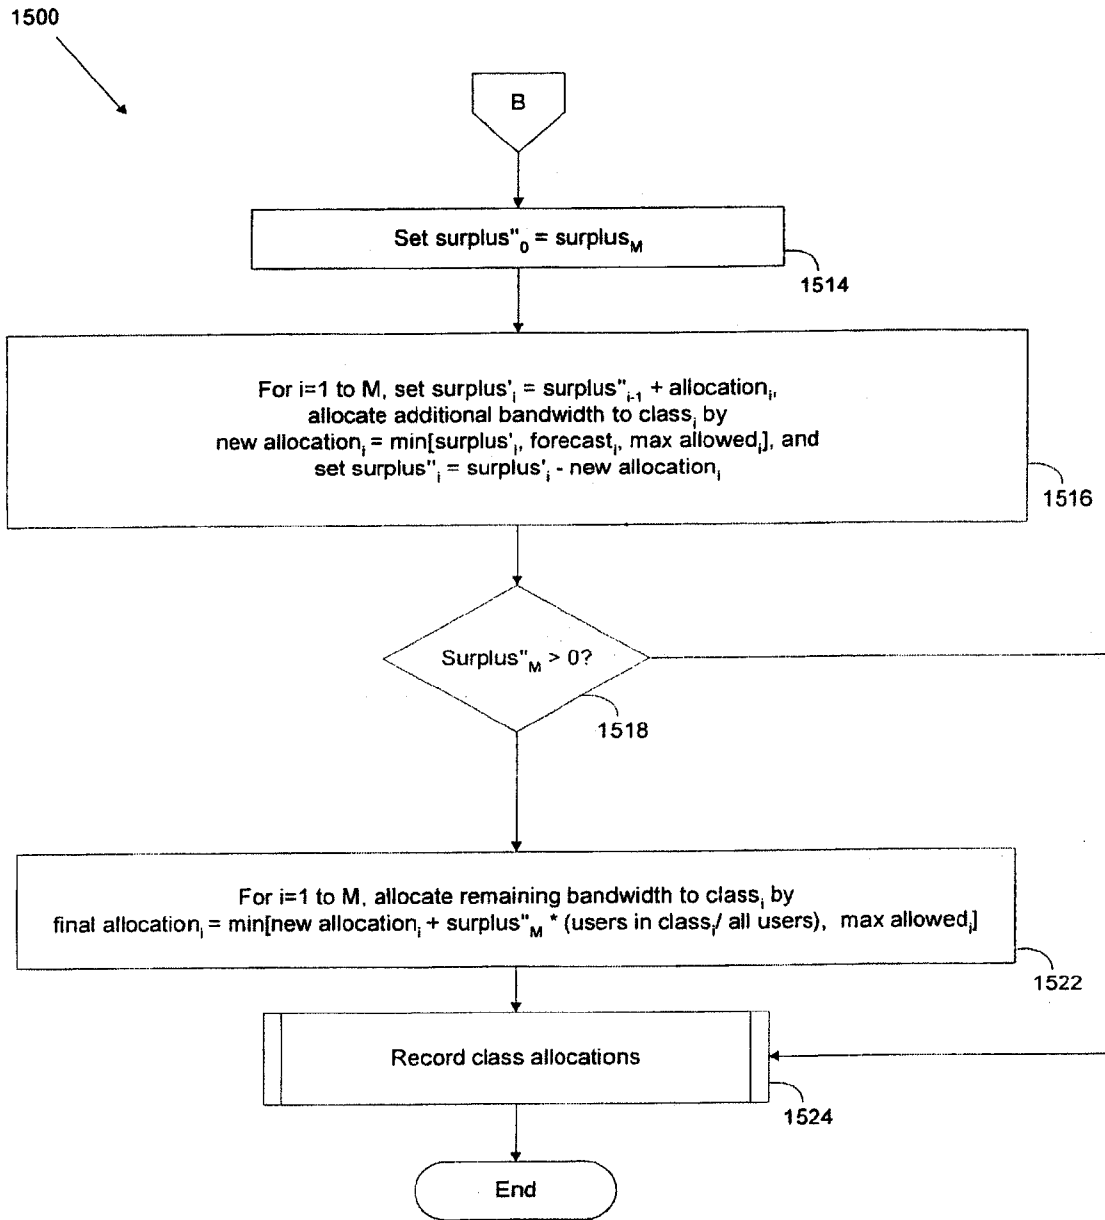 1500
B
Set surplus"₀ = surplus_M
1514
For i=1 to M, set surplus'ᵢ = surplus"ᵢ₋₁ + allocationᵢ,
allocate additional bandwidth to classᵢ by
new allocationᵢ = min[surplus'ᵢ, forecastᵢ, max allowedᵢ], and
set surplus"ᵢ = surplus'ᵢ - new allocationᵢ
1516
Surplus"_M > 0?
1518
For i=1 to M, allocate remaining bandwidth to classᵢ by
final allocationᵢ = min[new allocationᵢ + surplus"_M * (users in classᵢ/ all users), max allowedᵢ]
1522
Record class allocations
1524
End